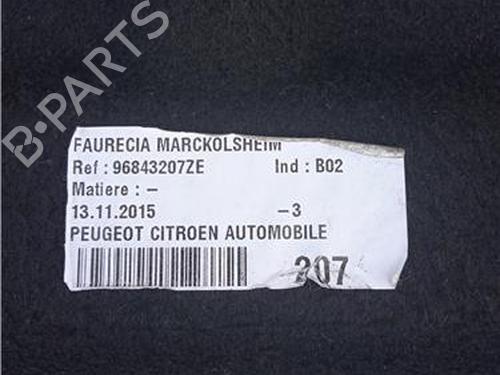 B-PARTS
FAURECIA MARCKOLSHEIM
Ref : 96843207ZE Ind : B02
Matiere : -
13.11.2015 -3
PEUGEOT CITROEN AUTOMOBILE
207